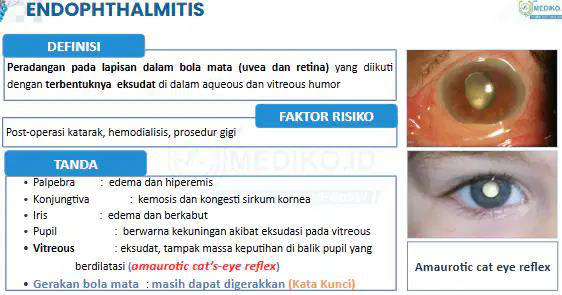 ENDOPHTHALMITIS
MEDIKO.ID
DEFINISI
Peradangan pada lapisan dalam bola mata (uvea dan retina) yang diikuti
dengan terbentuknya eksudat di dalam aqueous dan vitreous humor
FAKTOR RISIKO
Post-operasi katarak, hemodialisis, prosedur gigi
MEDIKO.ID
TANDA
• Palpebra : edema dan hiperemis
• Konjungtiva : kemosis dan kongesti sirkum kornea
• Iris : edema dan berkabut
• Pupil : berwarna kekuningan akibat eksudasi pada vitreous
• Vitreous : eksudat, tampak massa keputihan di balik pupil yang
berdilatasi (amaurotic cat's-eye reflex)
• Gerakan bola mata : masih dapat digerakkan (Kata Kunci)
Amaurotic cat eye reflex